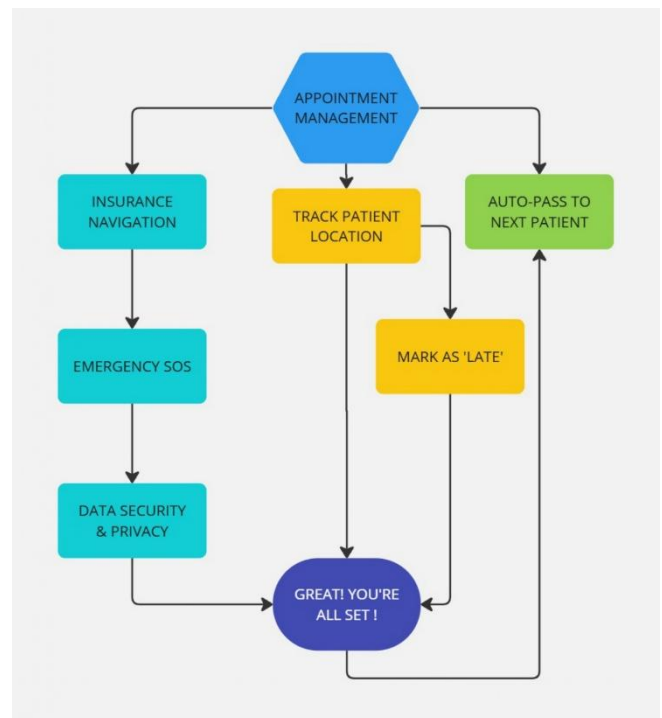 APPOINTMENT
MANAGEMENT
INSURANCE
NAVIGATION
TRACK PATIENT
LOCATION
AUTO-PASS TO
NEXT PATIENT
EMERGENCY SOS
MARK AS 'LATE'
DATA SECURITY
& PRIVACY
GREAT! YOU'RE
ALL SET !